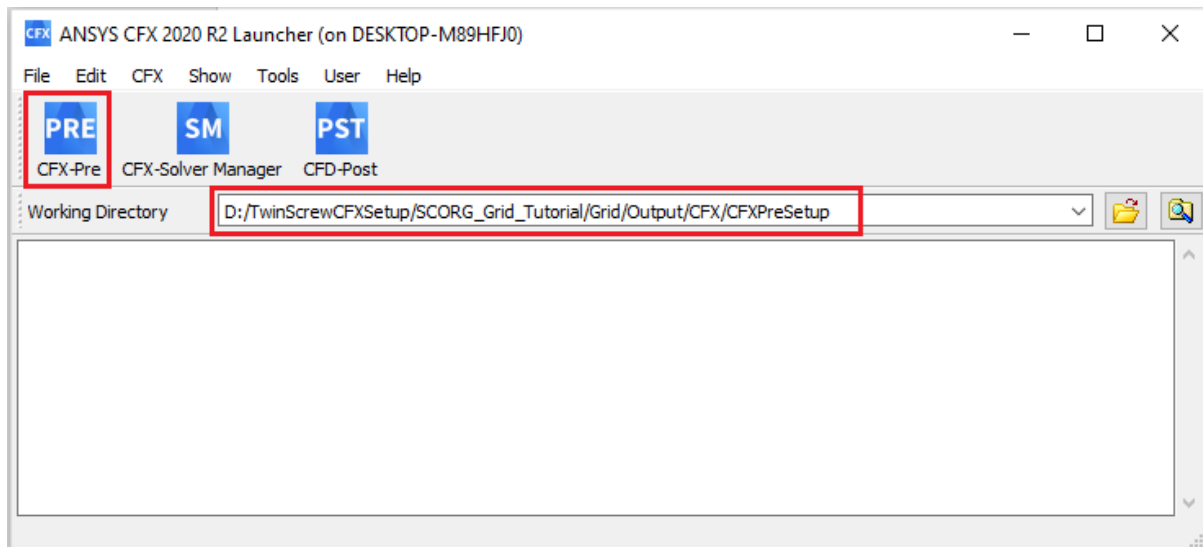 CFX ANSYS CFX 2020 R2 Launcher (on DESKTOP-M89HFJ0)
File Edit CFX Show Tools User Help
PRE SM PST
CFX-Pre CFX-Solver Manager CFD-Post
Working Directory D:/TwinScrewCFXSetup/SCORG_Grid_Tutorial/Grid/Output/CFX/CFXPreSetup